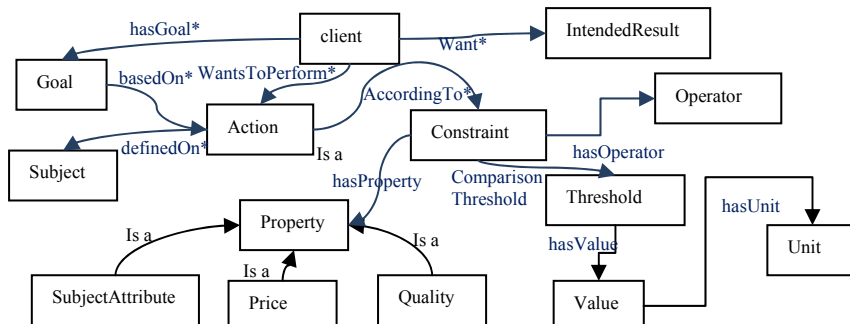 hasGoal*
client
Want*
IntendedResult
Goal
basedOn*
WantsToPerform*
AccordingTo*
Operator
Action
Constraint
definedOn*
Is a
hasOperator
Subject
hasProperty
Comparison
Threshold
Threshold
hasUnit
Property
Is a
Is a
hasValue
Unit
Is a
SubjectAttribute
Price
Quality
Value